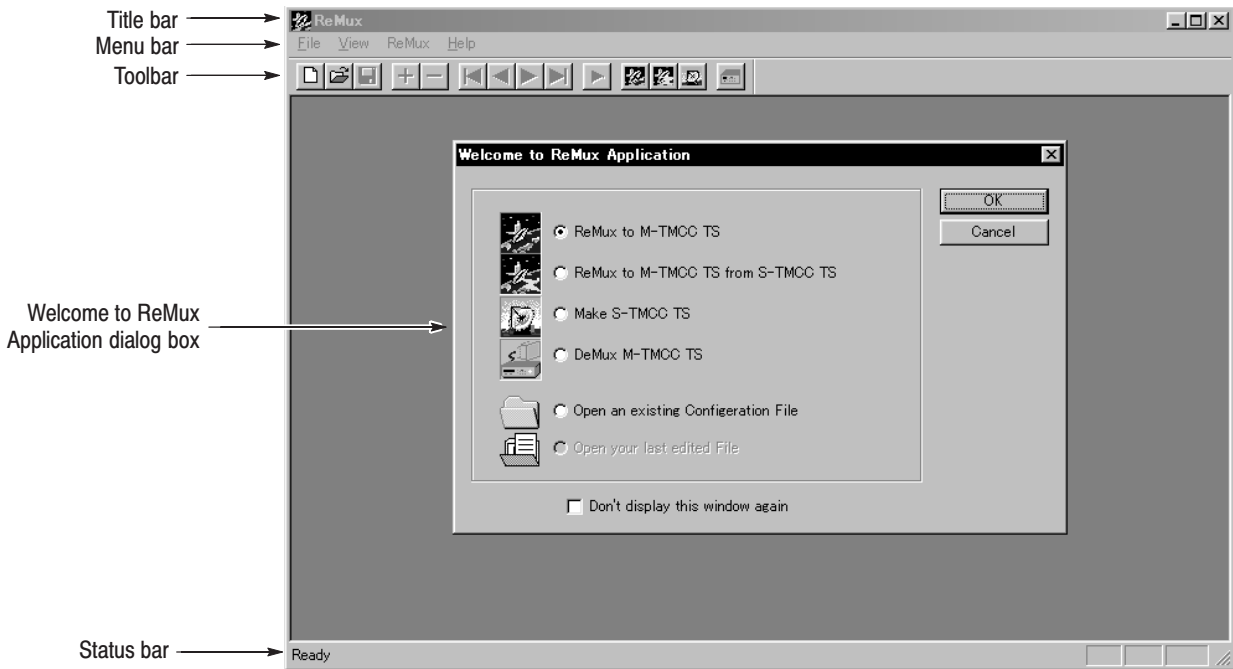 Title bar
ReMux
Menu bar
File View ReMux Help
Toolbar
Welcome to ReMux Application
OK
ReMux to M-TMCC TS
Cancel
ReMux to M-TMCC TS from S-TMCC TS
Welcome to ReMux
Application dialog box
Make S-TMCC TS
DeMux M-TMCC TS
Open an existing Configeration File
Open your last edited File
Don't display this window again
Status bar
Ready